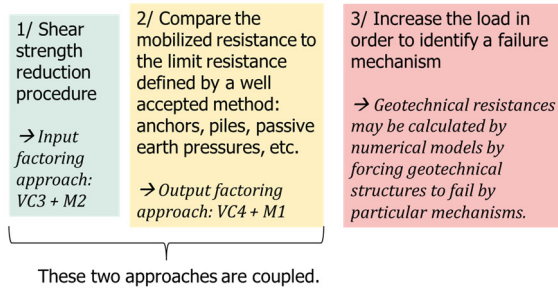 1/ Shear
strength
reduction
procedure
→ Input
factoring
approach:
VC3 + M2
2/ Compare the
mobilized resistance to
the limit resistance
defined by a well
accepted method:
anchors, piles, passive
earth pressures, etc.
→ Output factoring
approach: VC4 + M1
3/ Increase the load in
order to identify a failure
mechanism
→ Geotechnical resistances
may be calculated by
numerical models by
forcing geotechnical
structures to fail by
particular mechanisms.
These two approaches are coupled.